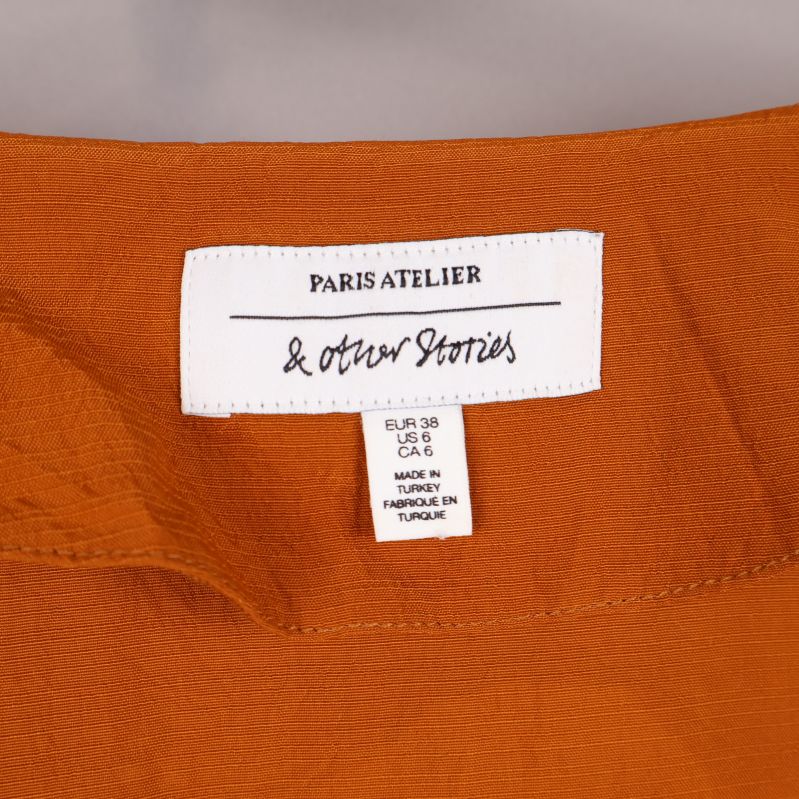 PARIS ATELIER
& other Stories
EUR 38
US 6
CA 6
MADE IN
TURKEY
FABRIQUÉ EN
TURQUIE